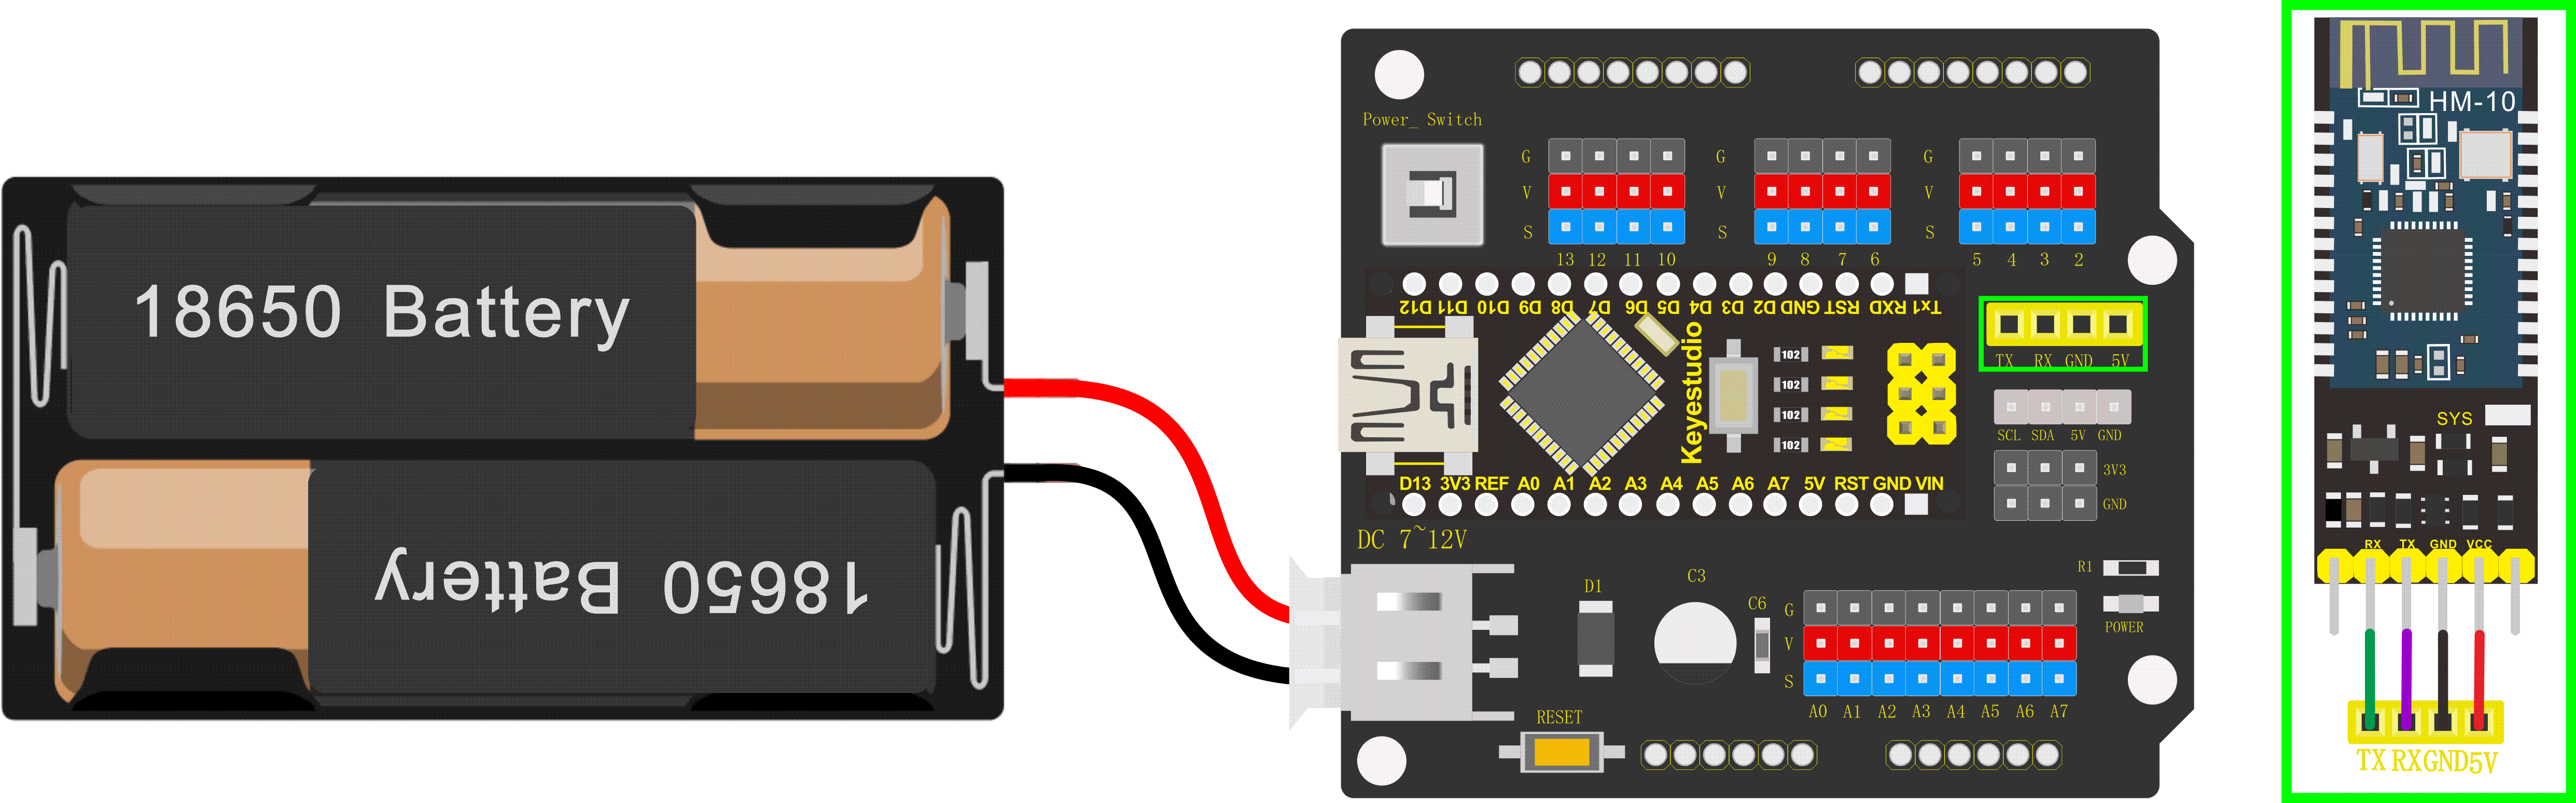 18650 Battery
18650 Battery
Power_ Switch
G
V
S
13 12 11 10
G
V
S
9 8 7 6
G
V
S
5 4 3 2
D12 D11 D10 D9 D8 D7 D6 D5 D4 D3 D2 GND RST RXD Tx1
Keyestudio
102
102
102
102
TX RX GND 5V
SCL SDA 5V GND
3V3
GND
D13 3V3 REF A0 A1 A2 A3 A4 A5 A6 A7 5V RST GND VIN
DC 7~12V
D1
C3
C6
R1
POWER
G
V
S
A0 A1 A2 A3 A4 A5 A6 A7
RESET
HM-10
SYS
RX TX GND VCC
TX RX GND 5V